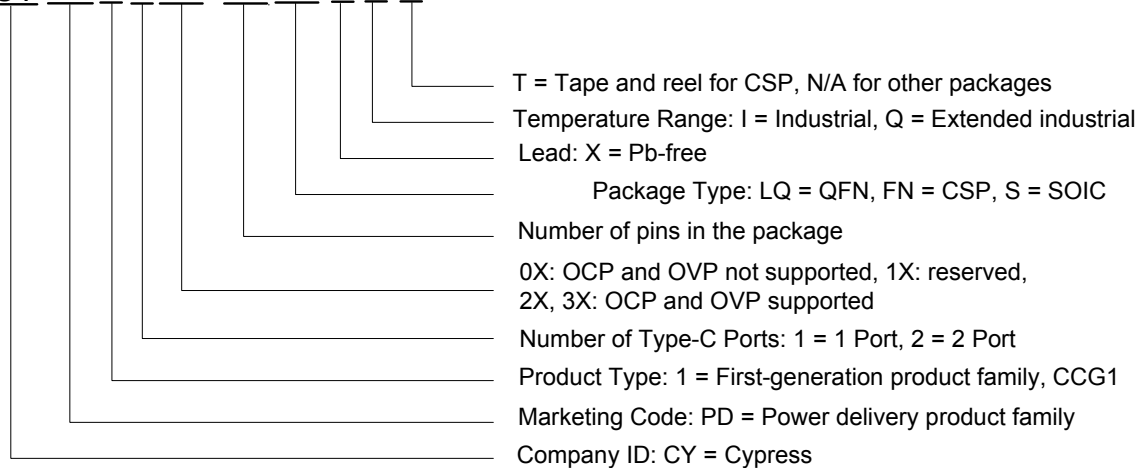 T = Tape and reel for CSP, N/A for other packages
Temperature Range: I = Industrial, Q = Extended industrial
Lead: X = Pb-free
Package Type: LQ = QFN, FN = CSP, S = SOIC
Number of pins in the package
0X: OCP and OVP not supported, 1X: reserved,
2X, 3X: OCP and OVP supported
Number of Type-C Ports: 1 = 1 Port, 2 = 2 Port
Product Type: 1 = First-generation product family, CCG1
Marketing Code: PD = Power delivery product family
Company ID: CY = Cypress